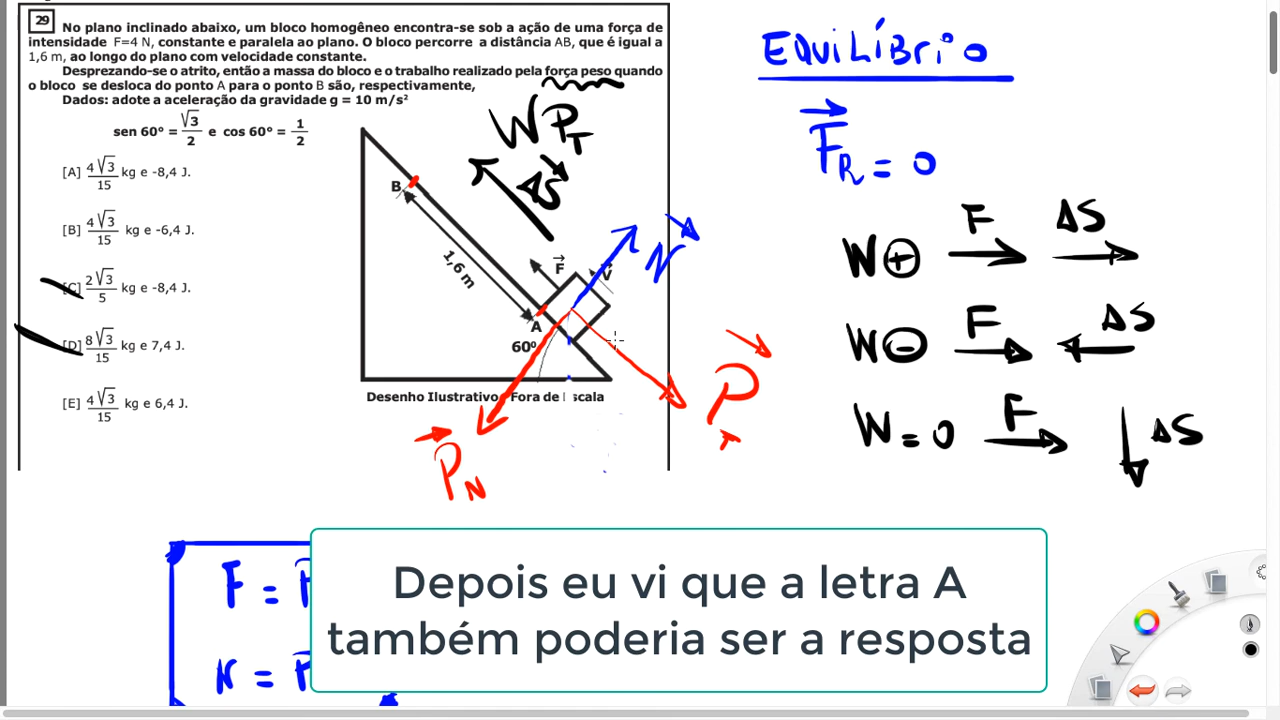 29
No plano inclinado abaixo, um bloco homogêneo encontra-se sob a ação de uma força de
intensidade F=4 N, constante e paralela ao plano. O bloco percorre a distância AB, que é igual a
1,6 m, ao longo do plano com velocidade constante.
Desprezando-se o atrito, então a massa do bloco e o trabalho realizado pela força peso quando
o bloco se desloca do ponto A para o ponto B são, respectivamente,
Dados: adote a aceleração da gravidade g = 10 m/s²
sen 60° = √3/2 e cos 60° = 1/2
[A] 4√3/15 kg e -8,4 J.
[B] 4√3/15 kg e -6,4 J.
[C] 2√3/5 kg e -8,4 J.
[D] 8√3/15 kg e 7,4 J.
[E] 4√3/15 kg e 6,4 J.
B
1,6 m
A
60°
F
V
Desenho Ilustrativo Fora de Escala
W P_T
ΔS
N
P_T
P_N
EQUILÍBRIO
F_R = 0
W⊕ F ΔS
W⊖ F ΔS
W = 0 F ΔS
F =
N =
Depois eu vi que a letra A
também poderia ser a resposta